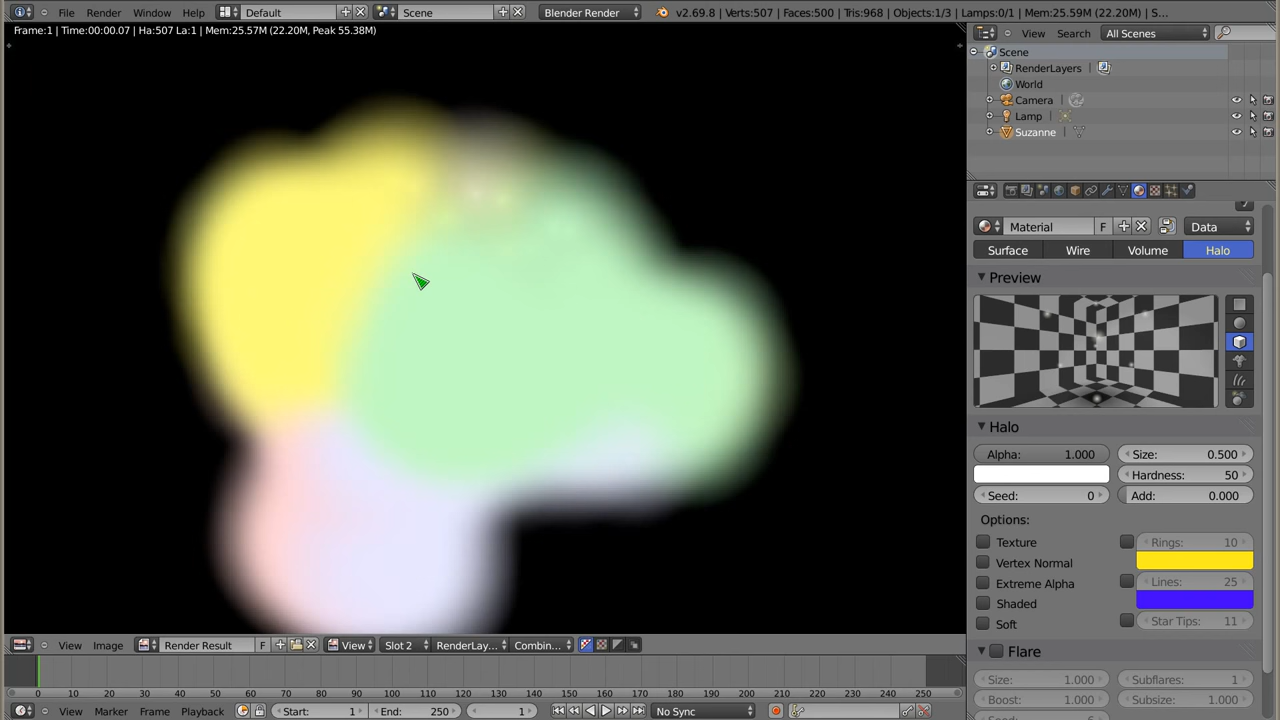 File Render Window Help Default Scene Blender Render v2.69.8 | Verts:507 | Faces:500 | Tris:968 | Objects:1/3 | Lamps:0/1 | Mem:25.59M (22.20M) | S...
Frame:1 | Time:00:00.07 | Ha:507 La:1 | Mem:25.57M (22.20M, Peak 55.38M)
View Search All Scenes
Scene
RenderLayers
World
Camera
Lamp
Suzanne
Material F Data
Surface Wire Volume Halo
Preview
Halo
Alpha: 1.000 Size: 0.500
Hardness: 50
Seed: 0 Add: 0.000
Options:
Texture Rings: 10
Vertex Normal
Extreme Alpha Lines: 25
Shaded
Soft Star Tips: 11
Flare
Size: 1.000 Subflares: 1
Boost: 1.000 Subsize: 1.000
View Image Render Result F View Slot 2 RenderLay... Combin...
0 10 20 30 40 50 60 70 80 90 100 110 120 130 140 150 160 170 180 190 200 210 220 230 240 250
View Marker Frame Playback Start: 1 End: 250 1 No Sync